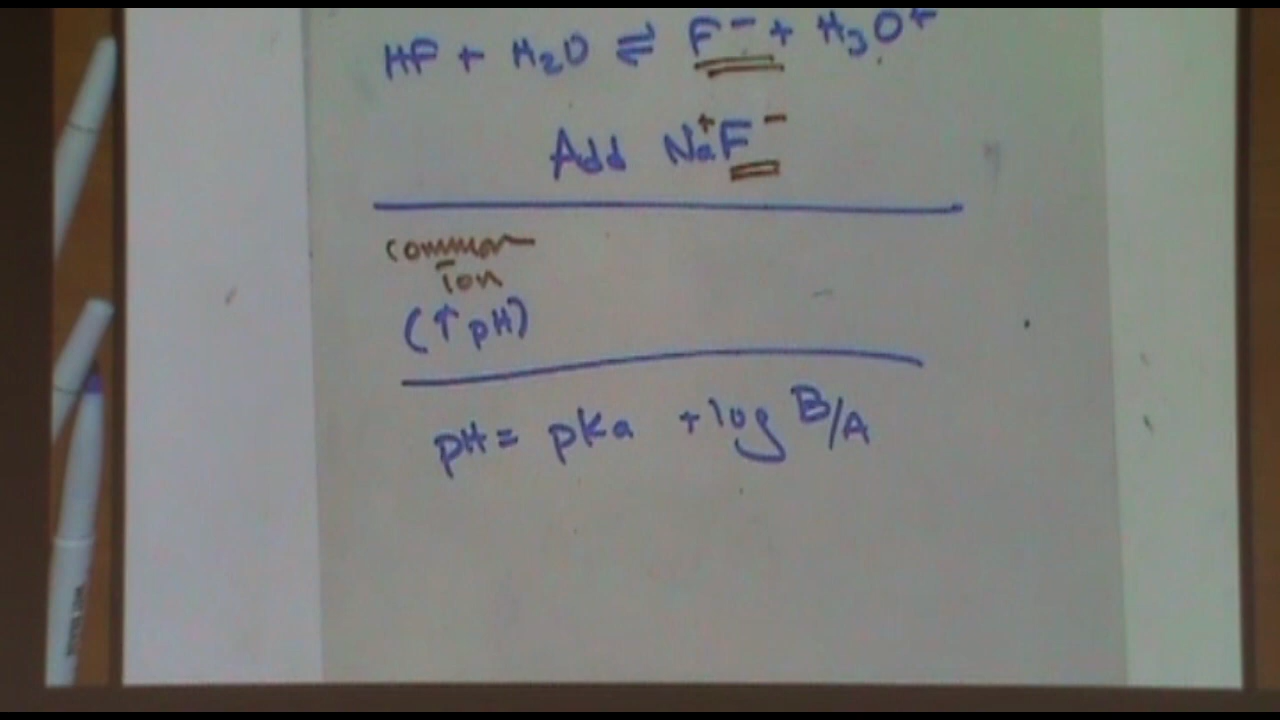 HF + H₂O ⇌ F⁻ + H₃O⁺
Add Na⁺F⁻
common
ion
(↑ pH)
pH = pKa + log B/A